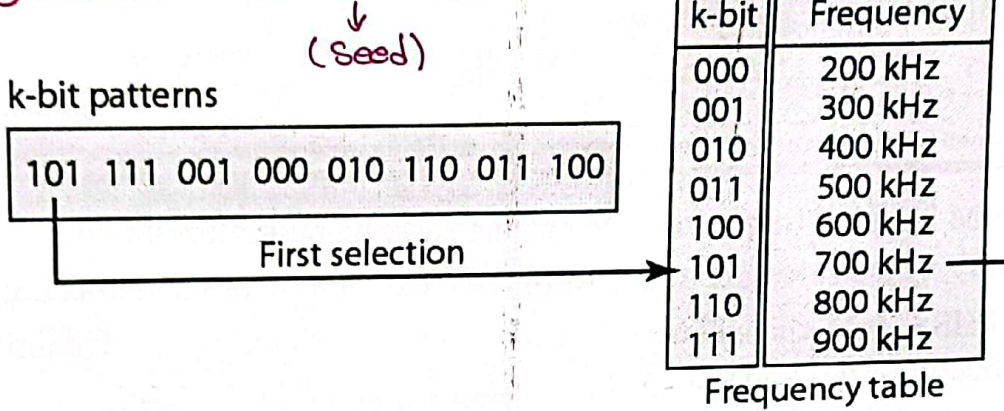 (Seed)
k-bit patterns
101 111 001 000 010 110 011 100
First selection
k-bit Frequency
000 200 kHz
001 300 kHz
010 400 kHz
011 500 kHz
100 600 kHz
101 700 kHz
110 800 kHz
111 900 kHz
Frequency table